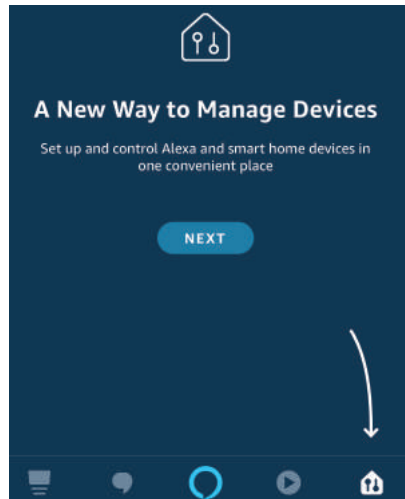 A New Way to Manage Devices
Set up and control Alexa and smart home devices in
one convenient place
NEXT